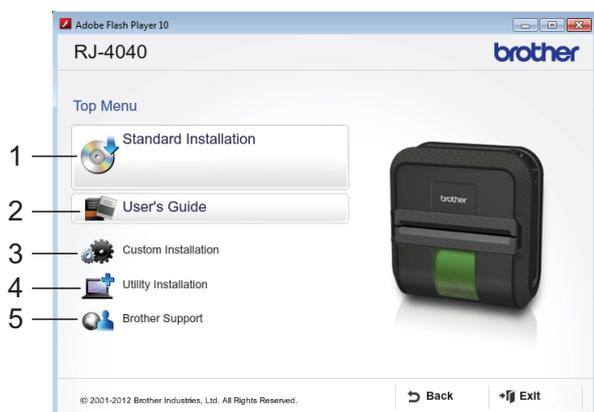 Adobe Flash Player 10
RJ-4040
brother
Top Menu
1
Standard Installation
2
User's Guide
3
Custom Installation
4
Utility Installation
5
Brother Support
brother
© 2001-2012 Brother Industries, Ltd. All Rights Reserved.
Back
Exit